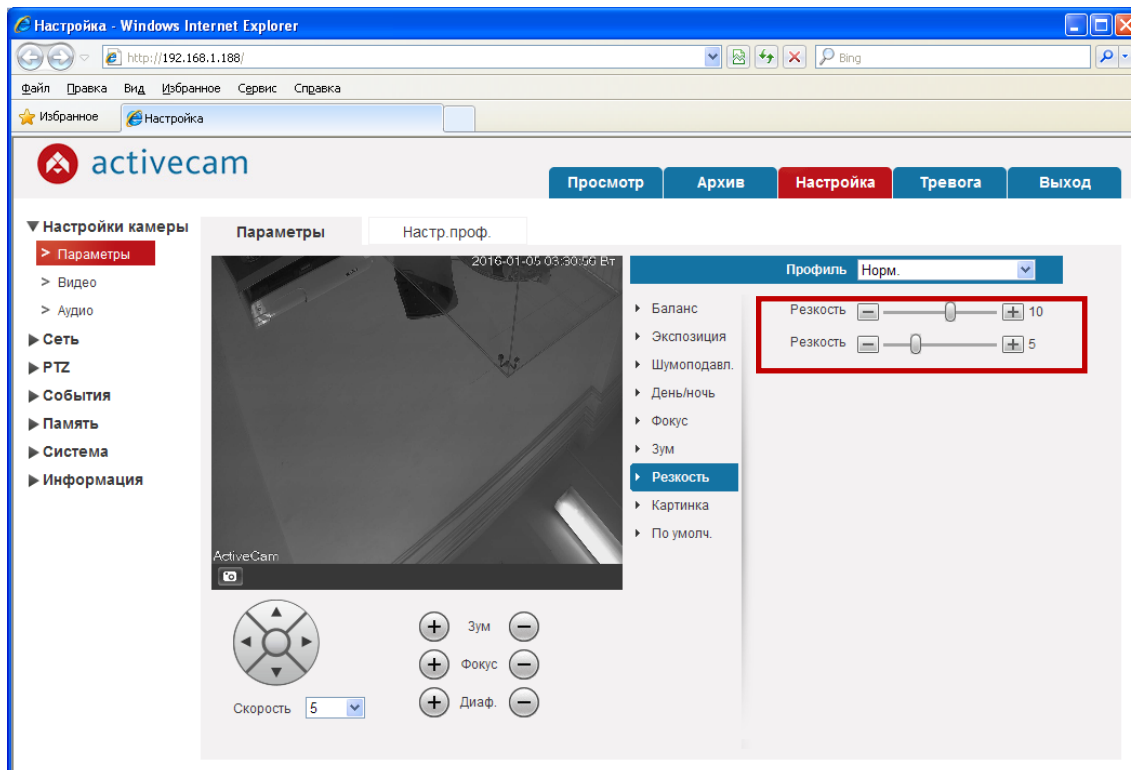 Настройка - Windows Internet Explorer
http://192.168.1.188/
Bing
Файл Правка Вид Избранное Сервис Справка
Избранное Настройка
activecam
Просмотр Архив Настройка Тревога Выход
Настройки камеры
> Параметры
> Видео
> Аудио
Сеть
PTZ
События
Память
Система
Информация
Параметры Настр.проф.
2016-01-05 03:30:56 Вт
ActiveCam
Профиль Норм.
Баланс
Экспозиция
Шумоподавл.
День/ночь
Фокус
Зум
Резкость
Картинка
По умолч.
Резкость 10
Резкость 5
Зум
Фокус
Диаф.
Скорость 5